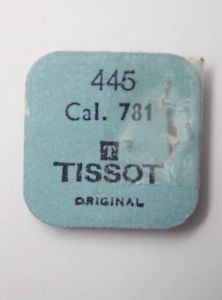 445
Cal. 781
T
TISSOT
ORIGINAL